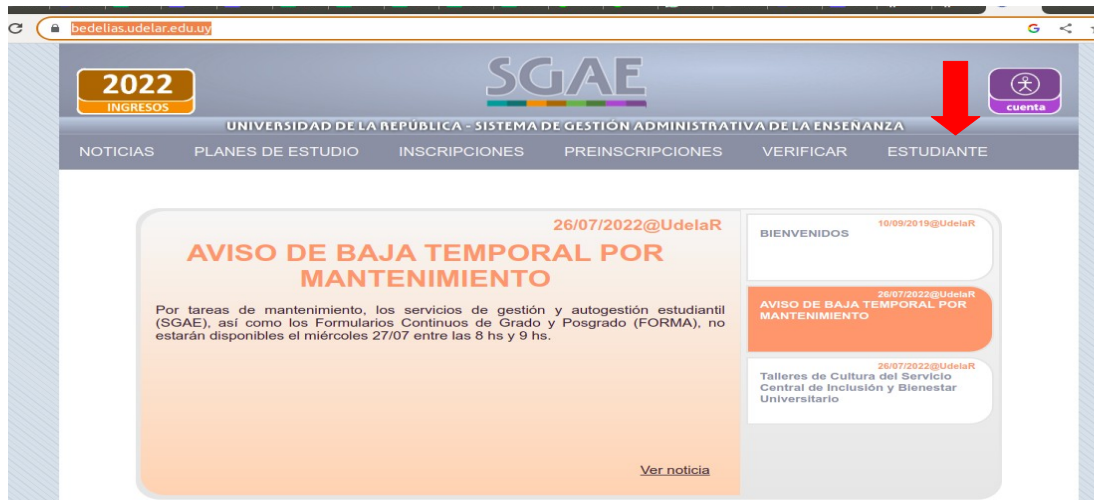 bedelias.udelar.edu.uy
2022
INGRESOS
SGAE
cuenta
UNIVERSIDAD DE LA REPÚBLICA - SISTEMA DE GESTIÓN ADMINISTRATIVA DE LA ENSEÑANZA
NOTICIAS PLANES DE ESTUDIO INSCRIPCIONES PREINSCRIPCIONES VERIFICAR ESTUDIANTE
26/07/2022@UdelaR
AVISO DE BAJA TEMPORAL POR
MANTENIMIENTO
Por tareas de mantenimiento, los servicios de gestión y autogestión estudiantil
(SGAE), así como los Formularios Continuos de Grado y Posgrado (FORMA), no
estarán disponibles el miércoles 27/07 entre las 8 hs y 9 hs.
Ver noticia
10/09/2019@UdelaR
BIENVENIDOS
26/07/2022@UdelaR
AVISO DE BAJA TEMPORAL POR
MANTENIMIENTO
26/07/2022@UdelaR
Talleres de Cultura del Servicio
Central de Inclusión y Bienestar
Universitario